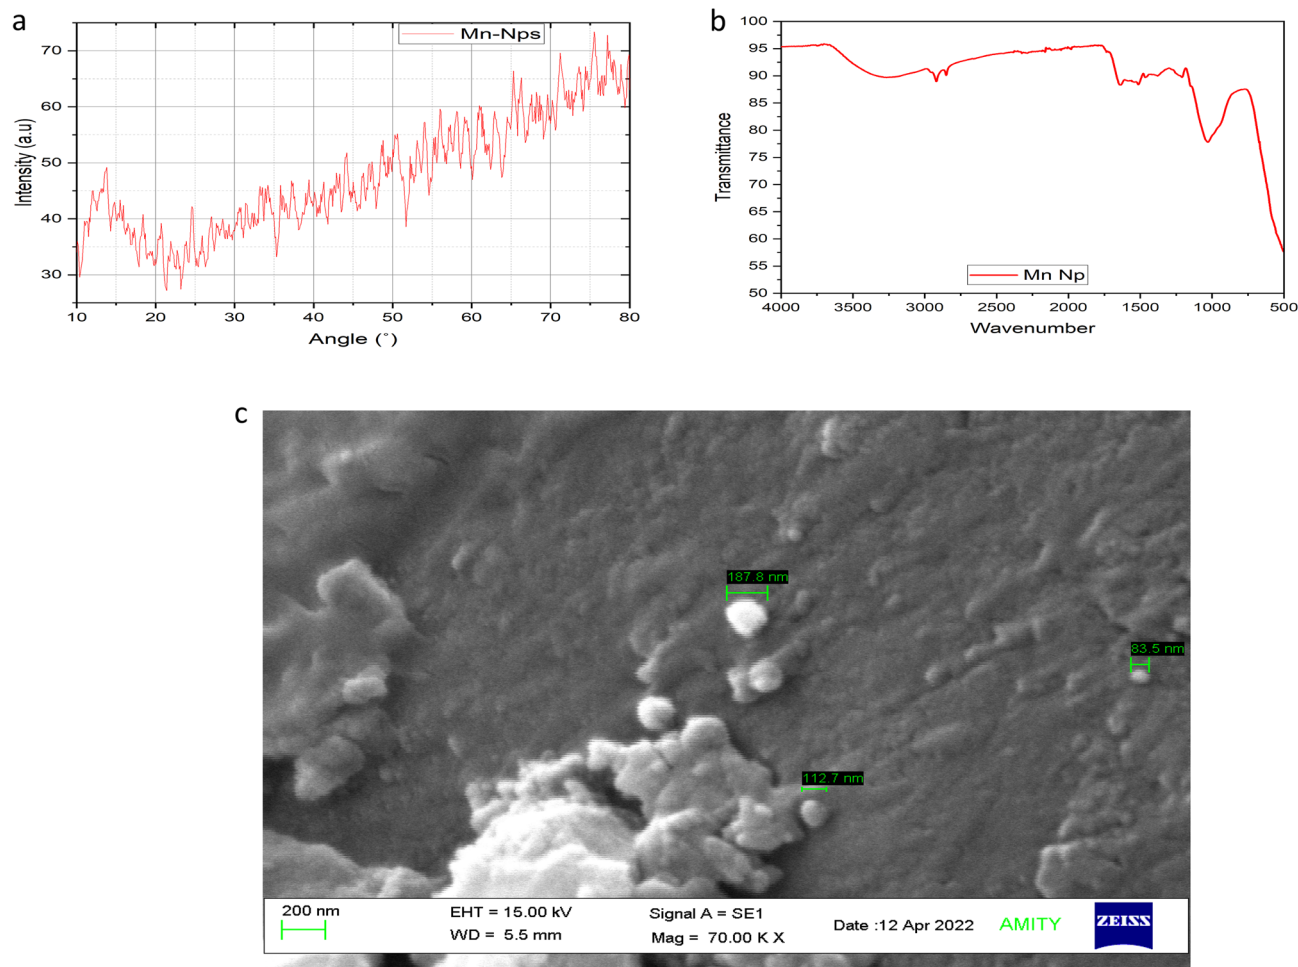 a
Mn-Nps
70
60
50
40
30
Intensity (a.u)
10 20 30 40 50 60 70 80
Angle (°)
b
100
95
90
85
80
75
70
65
60
55
50
Transmittance
Mn Np
4000 3500 3000 2500 2000 1500 1000 500
Wavenumber
c
187.8 nm
83.5 nm
112.7 nm
200 nm
EHT = 15.00 kV
WD = 5.5 mm
Signal A = SE1
Mag = 70.00 K X
Date :12 Apr 2022
AMITY
ZEISS